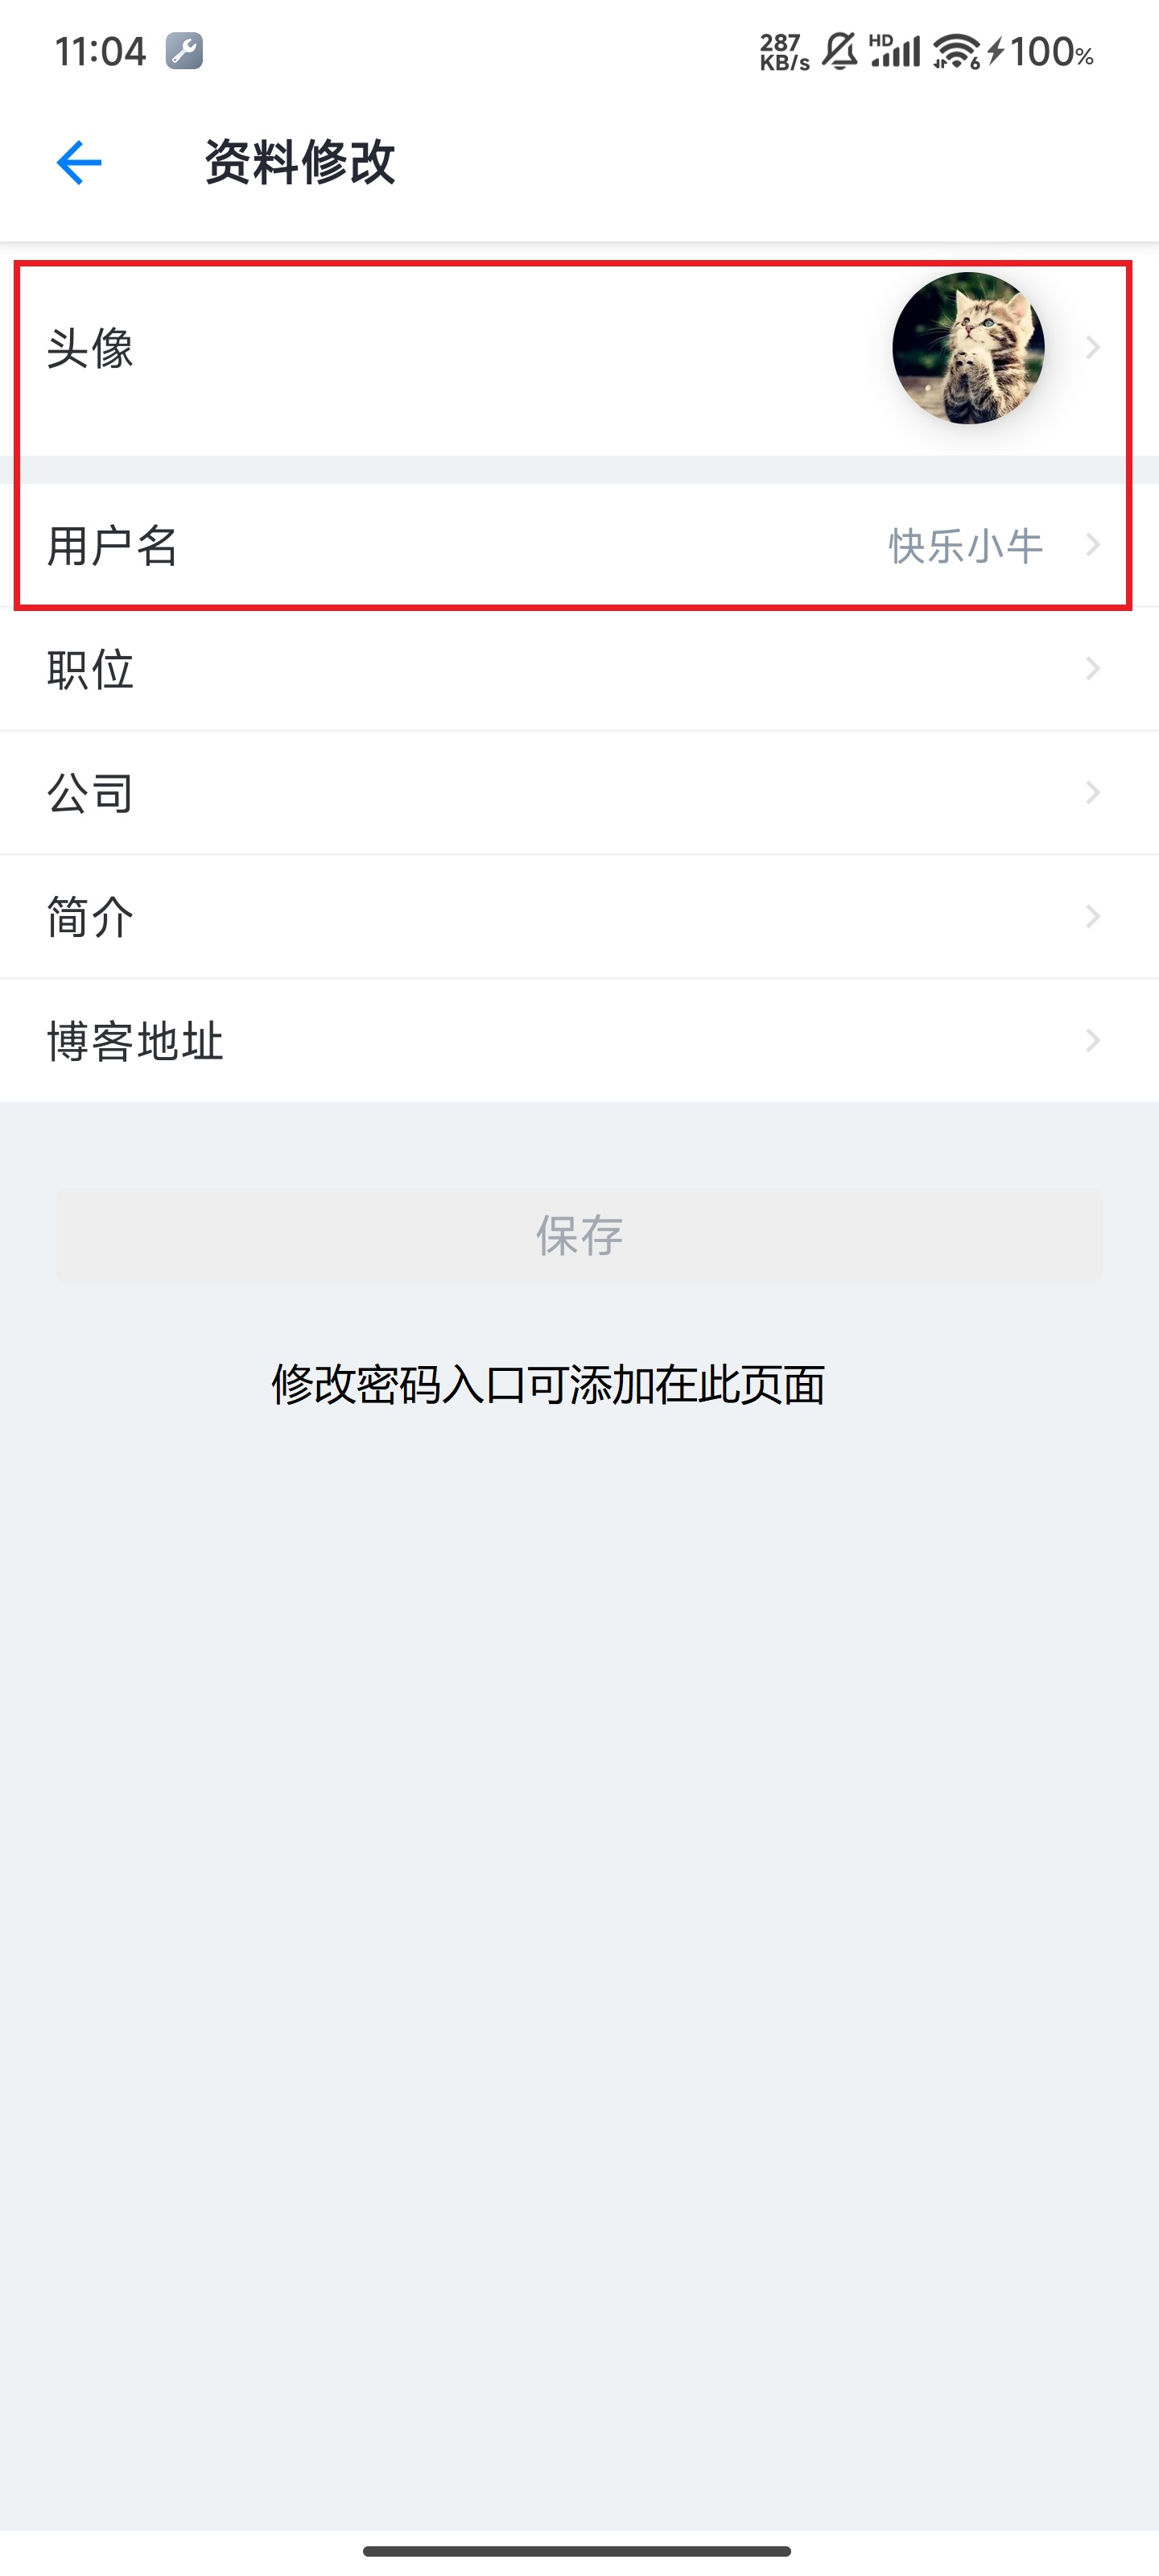 11:04
287
KB/s
HD
6
100%
资料修改
头像
用户名
快乐小牛
职位
公司
简介
博客地址
保存
修改密码入口可添加在此页面